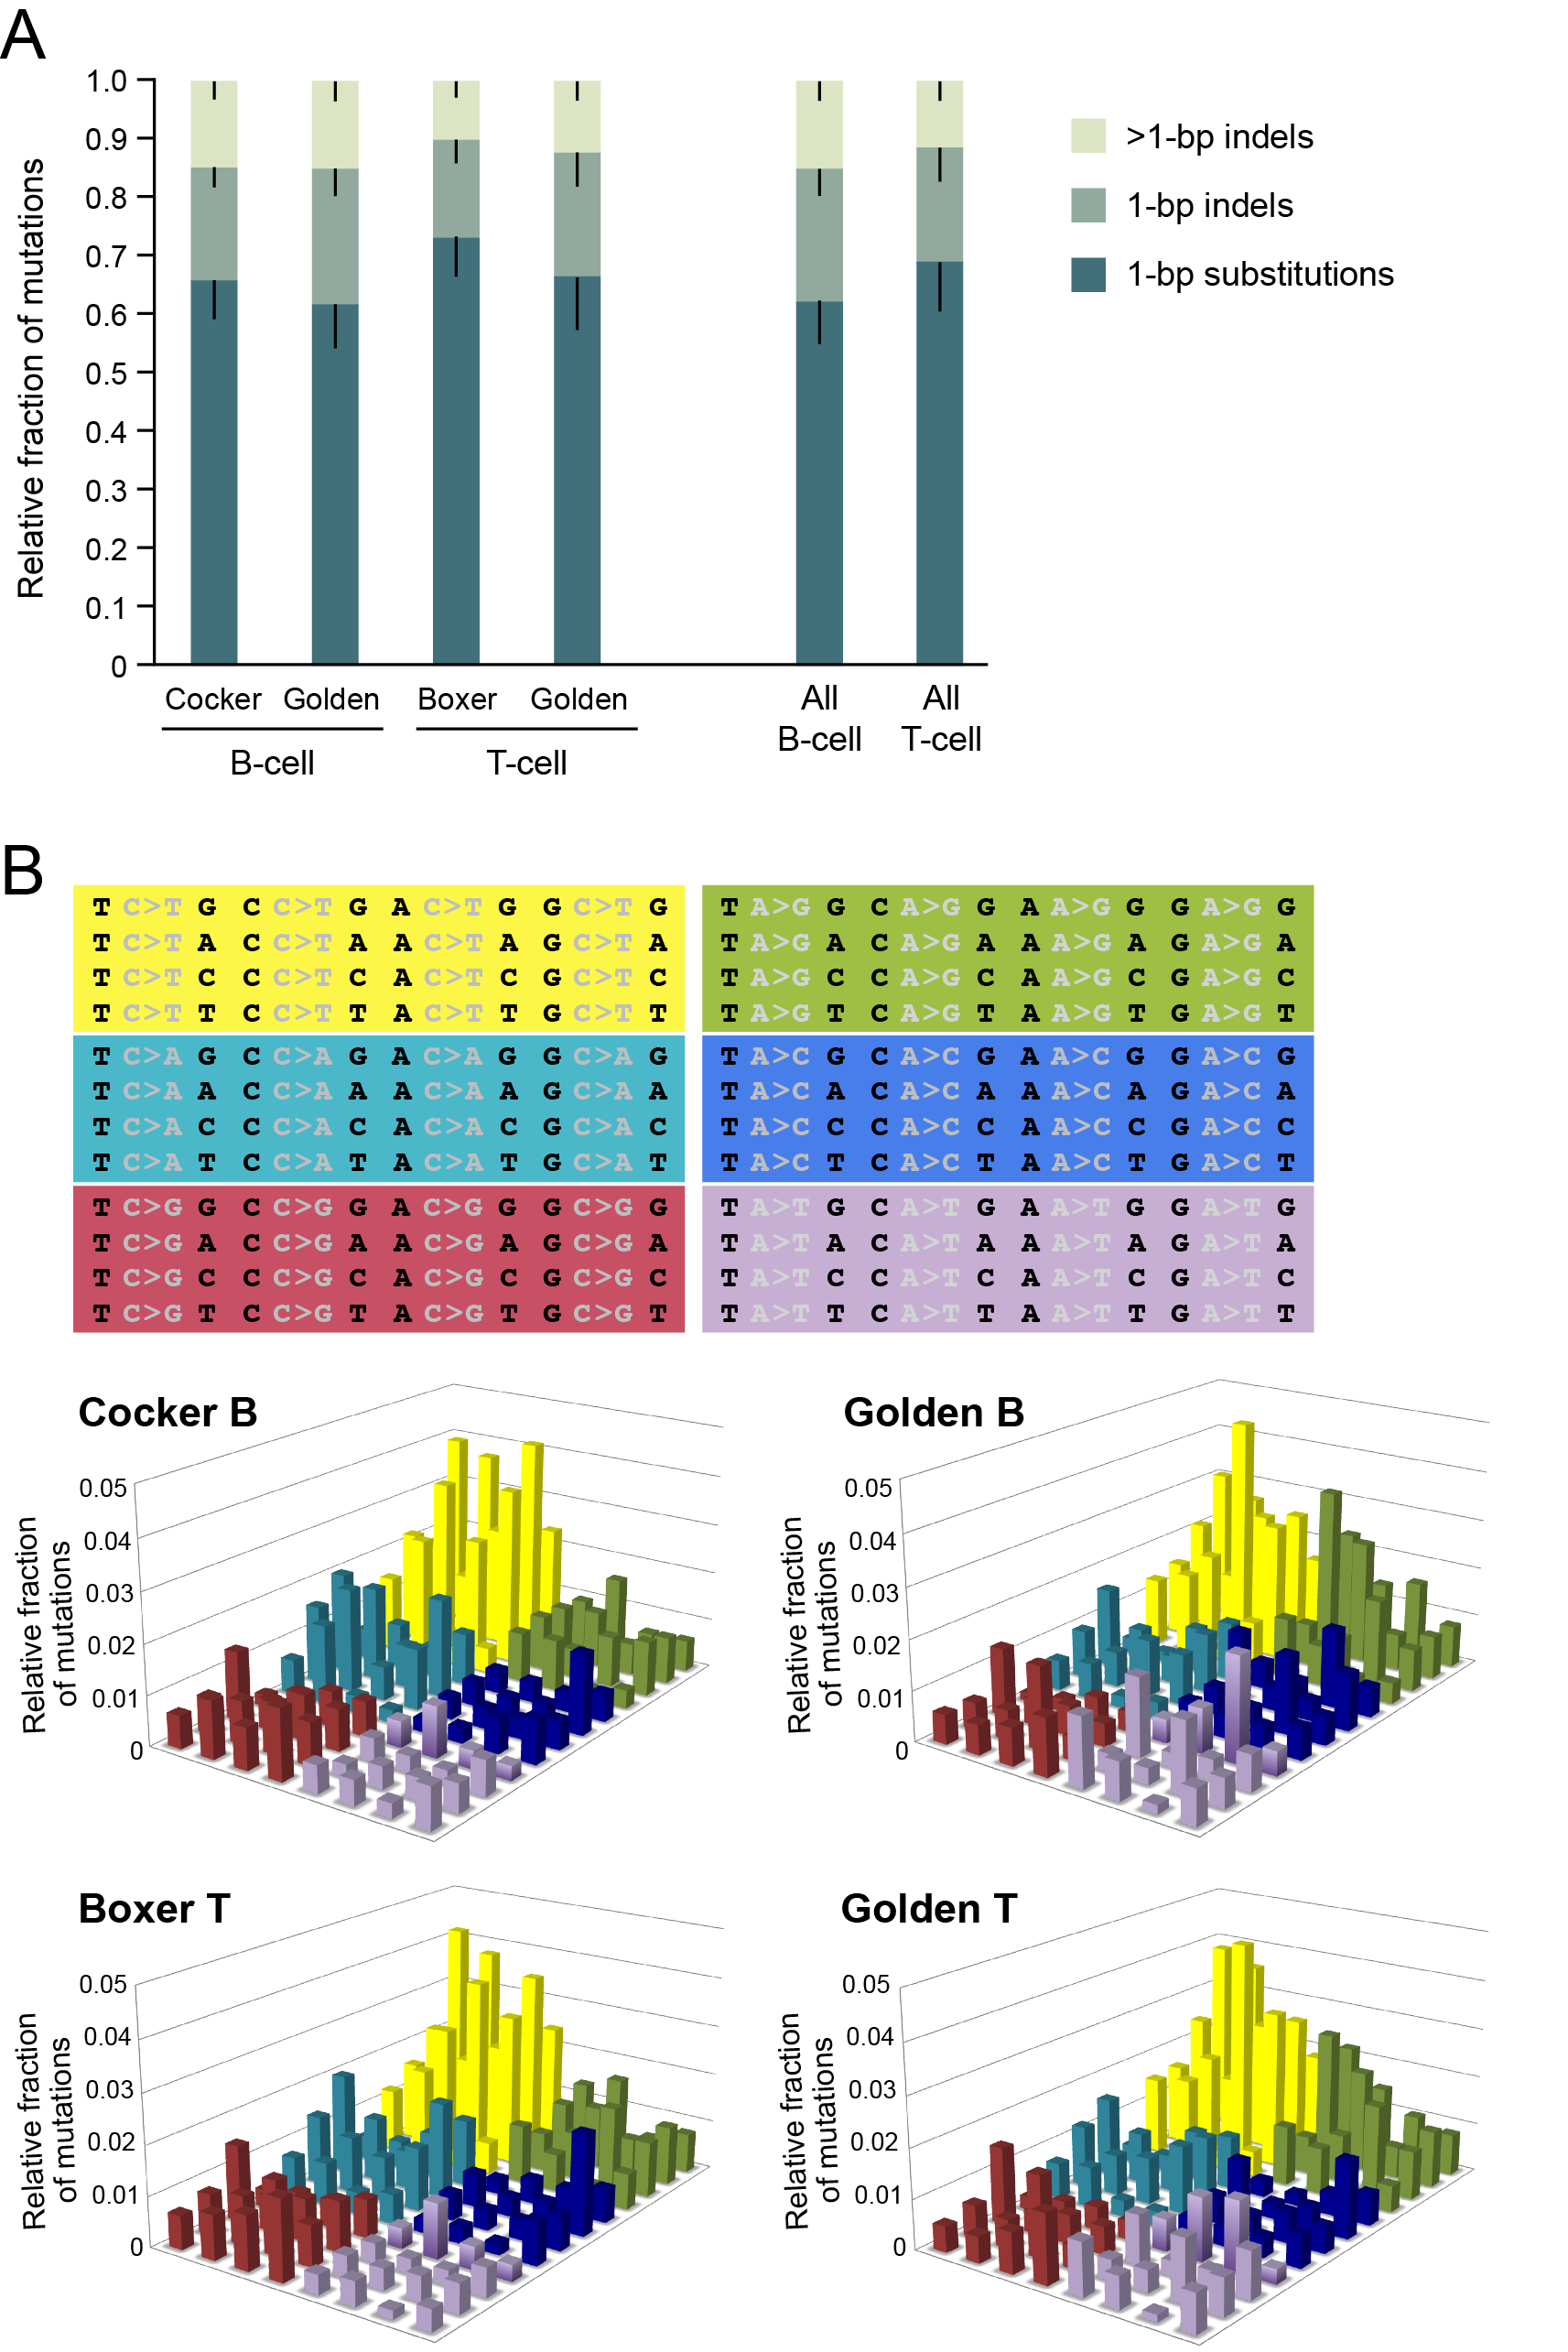 A
Relative fraction of mutations
1.0
0.9
0.8
0.7
0.6
0.5
0.4
0.3
0.2
0.1
0
Cocker Golden Boxer Golden
B-cell T-cell
All B-cell
All T-cell
>1-bp indels
1-bp indels
1-bp substitutions
B
T C>T G C C>T G A C>T G G C>T G
T C>T A C C>T A A C>T A G C>T A
T C>T C C C>T C A C>T C G C>T C
T C>T T C C>T T A C>T T G C>T T
T A>G G C A>G G A A>G G G A>G G
T A>G A C A>G A A A>G A G A>G A
T A>G C C A>G C A A>G C G A>G C
T A>G T C A>G T A A>G T G A>G T
T C>A G C C>A G A C>A G G C>A G
T C>A A C C>A A A C>A A G C>A A
T C>A C C C>A C A C>A C G C>A C
T C>A T C C>A T A C>A T G C>A T
T A>C G C A>C G A A>C G G A>C G
T A>C A C A>C A A A>C A G A>C A
T A>C C C A>C C A A>C C G A>C C
T A>C T C A>C T A A>C T G A>C T
T C>G G C C>G G A C>G G G C>G G
T C>G A C C>G A A C>G A G C>G A
T C>G C C C>G C A C>G C G C>G C
T C>G T C C>G T A C>G T G C>G T
T A>T G C A>T G A A>T G G A>T G
T A>T A C A>T A A A>T A G A>T A
T A>T C C A>T C A A>T C G A>T C
T A>T T C A>T T A A>T T G A>T T
Cocker B
Relative fraction
of mutations
0.05
0.04
0.03
0.02
0.01
0
Golden B
Relative fraction
of mutations
0.05
0.04
0.03
0.02
0.01
0
Boxer T
Relative fraction
of mutations
0.05
0.04
0.03
0.02
0.01
0
Golden T
Relative fraction
of mutations
0.05
0.04
0.03
0.02
0.01
0